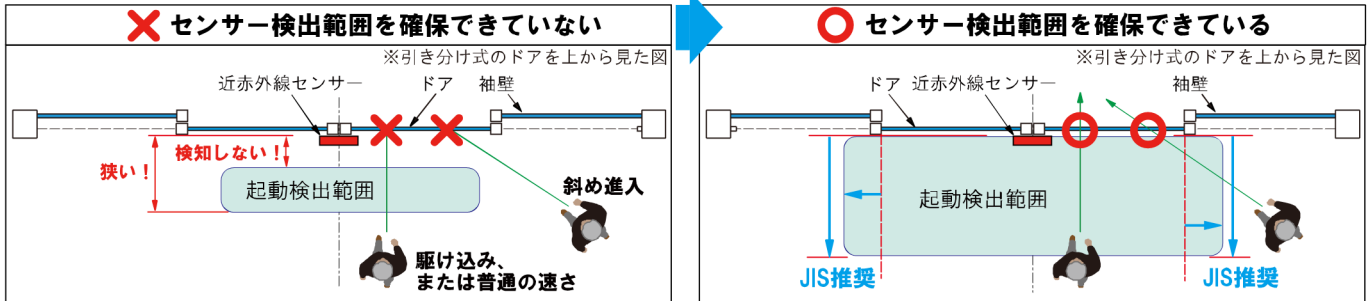 センサー検出範囲を確保できていない
※引き分け式のドアを上から見た図
近赤外線センサー
ドア
袖壁
検知しない!
狭い!
起動検出範囲
斜め進入
駆け込み、
または普通の速さ
センサー検出範囲を確保できている
※引き分け式のドアを上から見た図
ドア
近赤外線センサー
袖壁
起動検出範囲
JIS推奨
JIS推奨